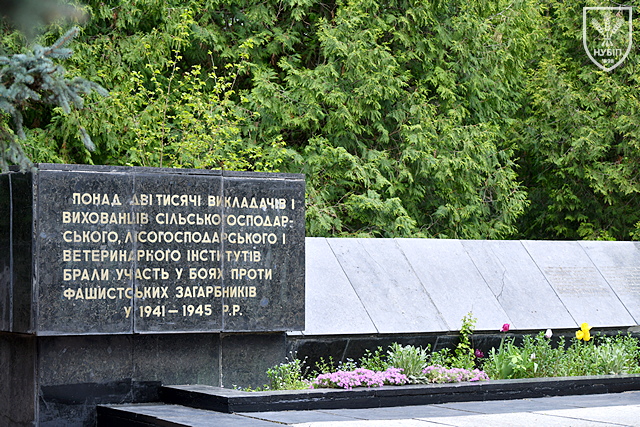 НУБІП
1898
ПОНАД ДВІ ТИСЯЧІ ВИКЛАДАЧІВ І
ВИХОВАНЦІВ СІЛЬСЬКОГОСПОДАР-
СЬКОГО, ЛІСОГОСПОДАРСЬКОГО І
ВЕТЕРИНАРНОГО ІНСТИТУТІВ
БРАЛИ УЧАСТЬ У БОЯХ ПРОТИ
ФАШИСТСЬКИХ ЗАГАРБНИКІВ
У 1941—1945 Р.Р.